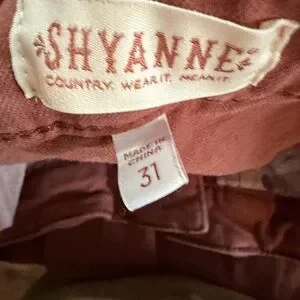 SHYANNE
COUNTRY. WEAR IT. MEAN IT.
MADE IN
CHINA
31